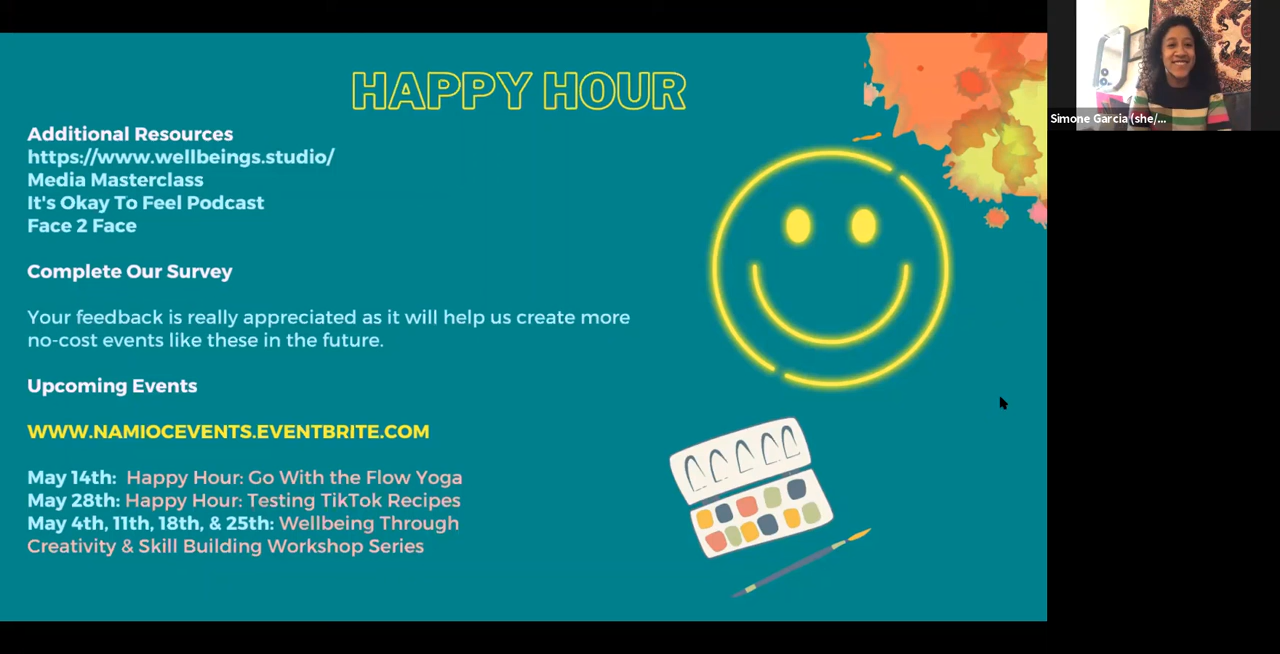 HAPPY HOUR
Additional Resources
https://www.wellbeings.studio/
Media Masterclass
It's Okay To Feel Podcast
Face 2 Face
Complete Our Survey
Your feedback is really appreciated as it will help us create more
no-cost events like these in the future.
Upcoming Events
WWW.NAMIOCEVENTS.EVENTBRITE.COM
May 14th: Happy Hour: Go With the Flow Yoga
May 28th: Happy Hour: Testing TikTok Recipes
May 4th, 11th, 18th, & 25th: Wellbeing Through
Creativity & Skill Building Workshop Series
Simone Garcia (she/...